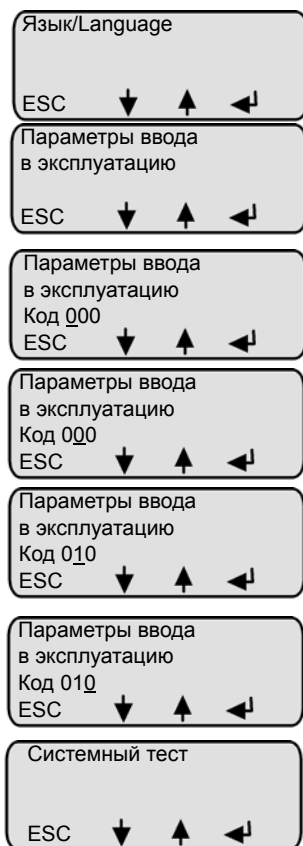 Язык/Language
ESC
Параметры ввода
в эксплуатацию
ESC
Параметры ввода
в эксплуатацию
Код 000
ESC
Параметры ввода
в эксплуатацию
Код 000
ESC
Параметры ввода
в эксплуатацию
Код 010
ESC
Параметры ввода
в эксплуатацию
Код 010
ESC
Системный тест
ESC